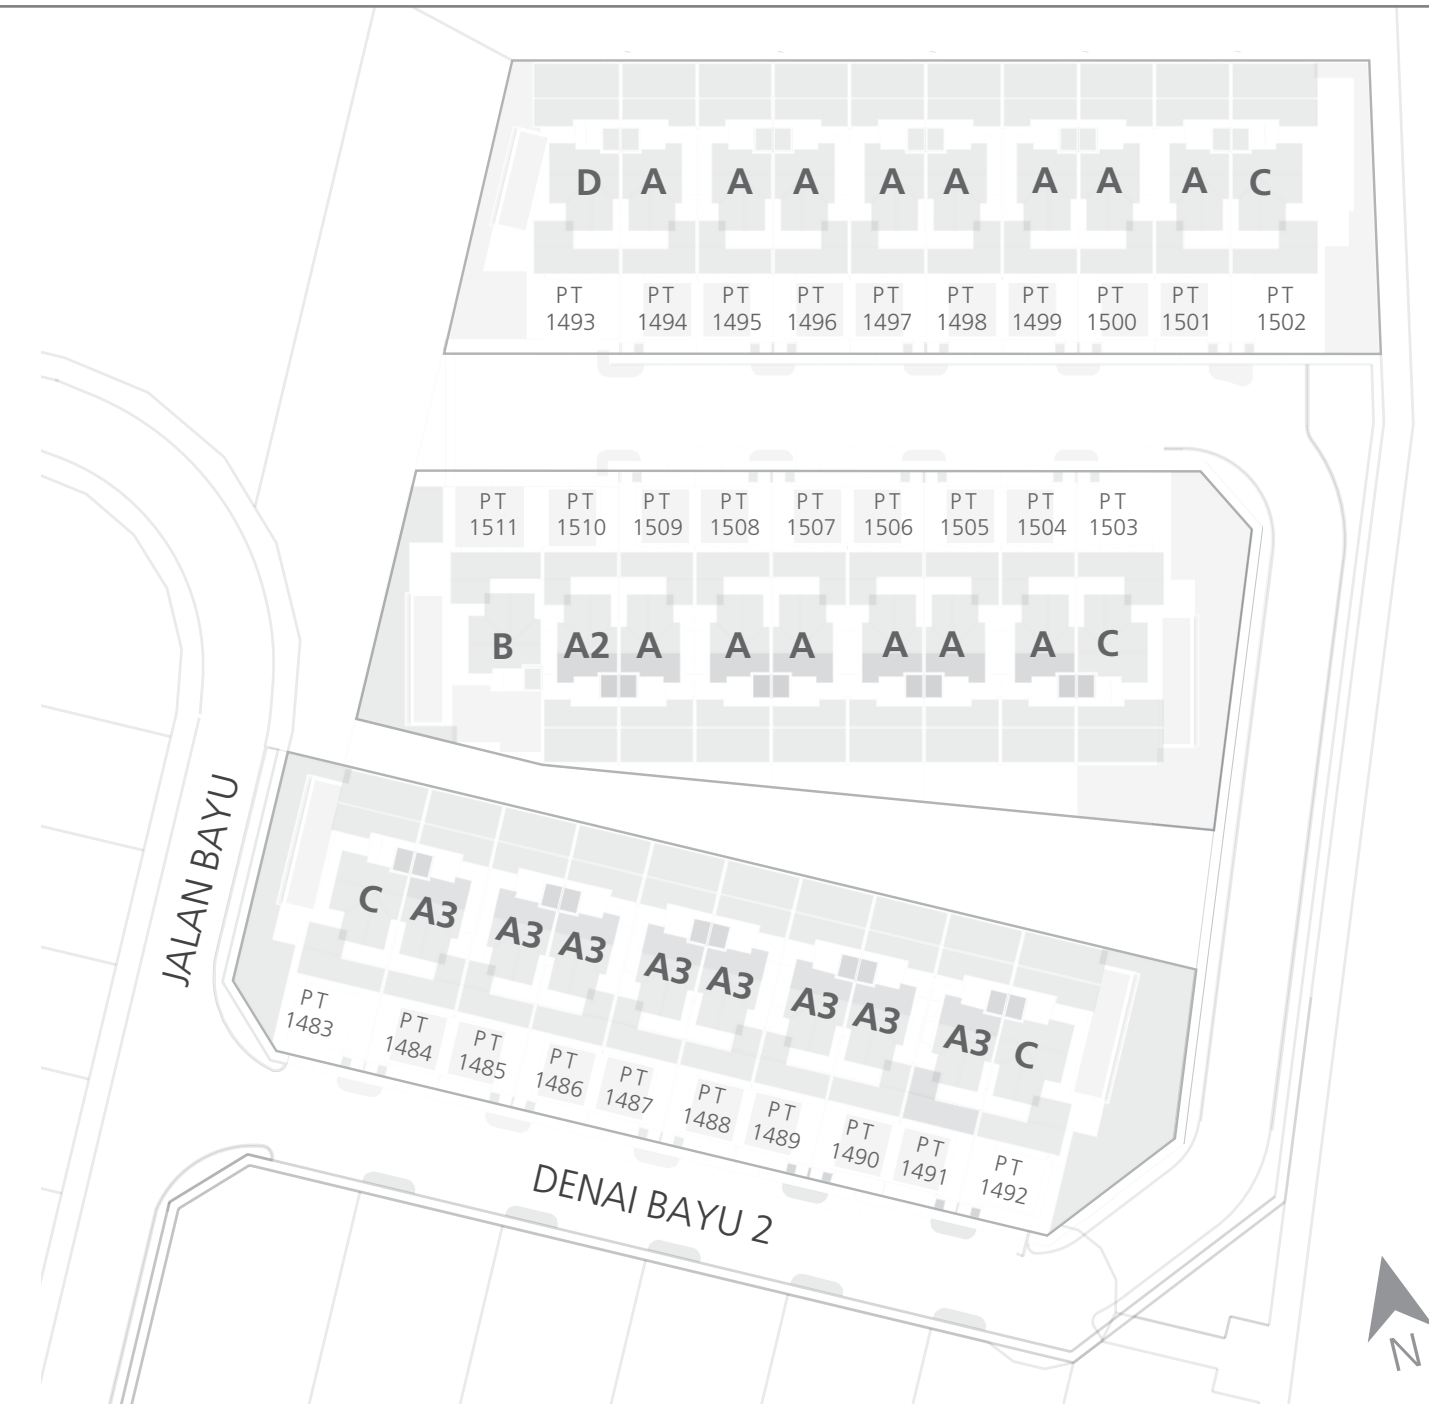 D A A A A A A A A C
PT PT PT PT PT PT PT PT PT PT
1493 1494 1495 1496 1497 1498 1499 1500 1501 1502
PT PT PT PT PT PT PT PT PT
1511 1510 1509 1508 1507 1506 1505 1504 1503
B A2 A A A A A A C
JALAN BAYU
C A3 A3 A3 A3 A3 A3 A3 A3 C
PT PT PT PT PT PT PT PT PT PT
1483 1484 1485 1486 1487 1488 1489 1490 1491 1492
DENAI BAYU 2
N